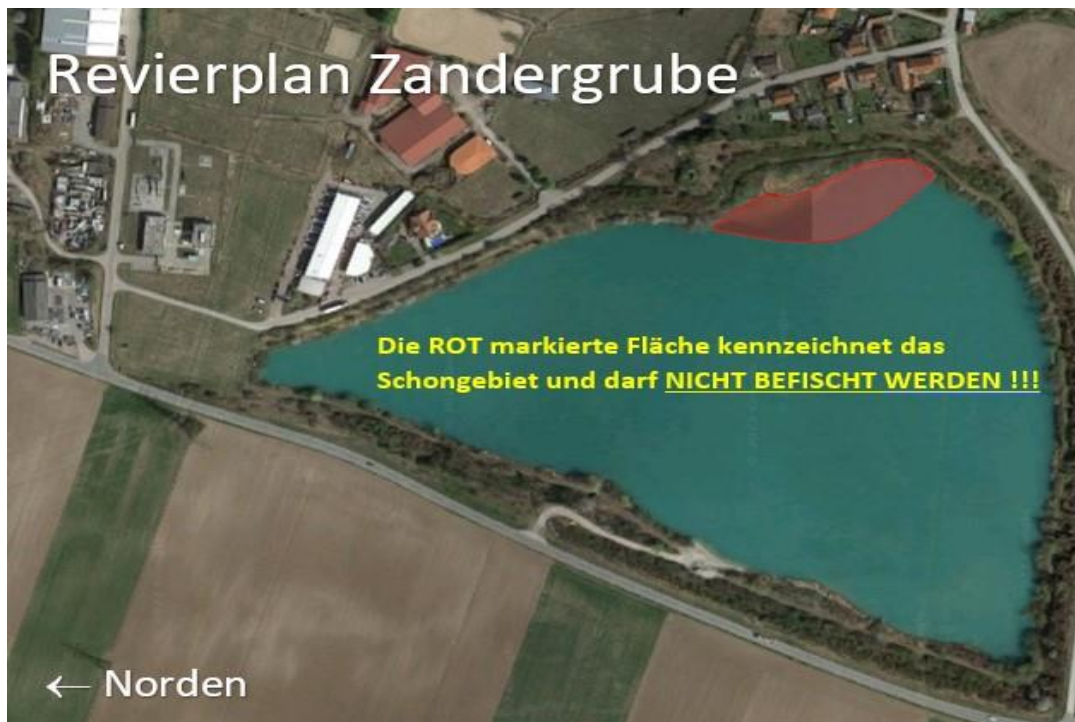 Revierplan Zandergrube
Die ROT markierte Fläche kennzeichnet das
Schongebiet und darf NICHT BEFISCHT WERDEN !!!
← Norden